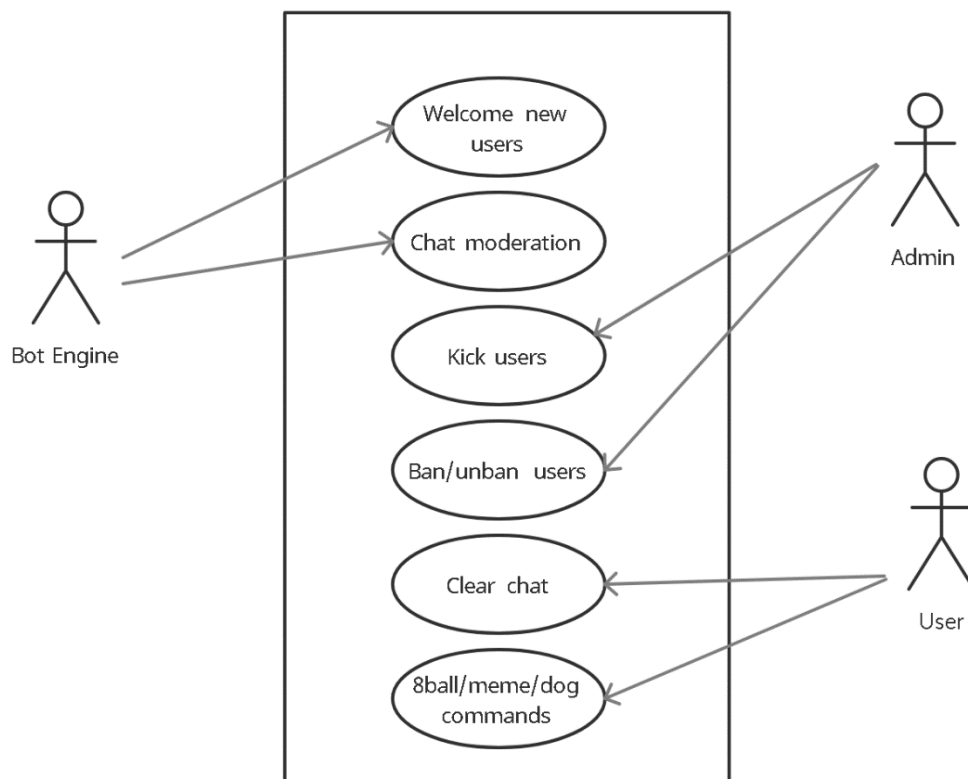 Welcome new
users
Chat moderation
Bot Engine
Admin
Kick users
Ban/unban users
Clear chat
User
8ball/meme/dog
commands